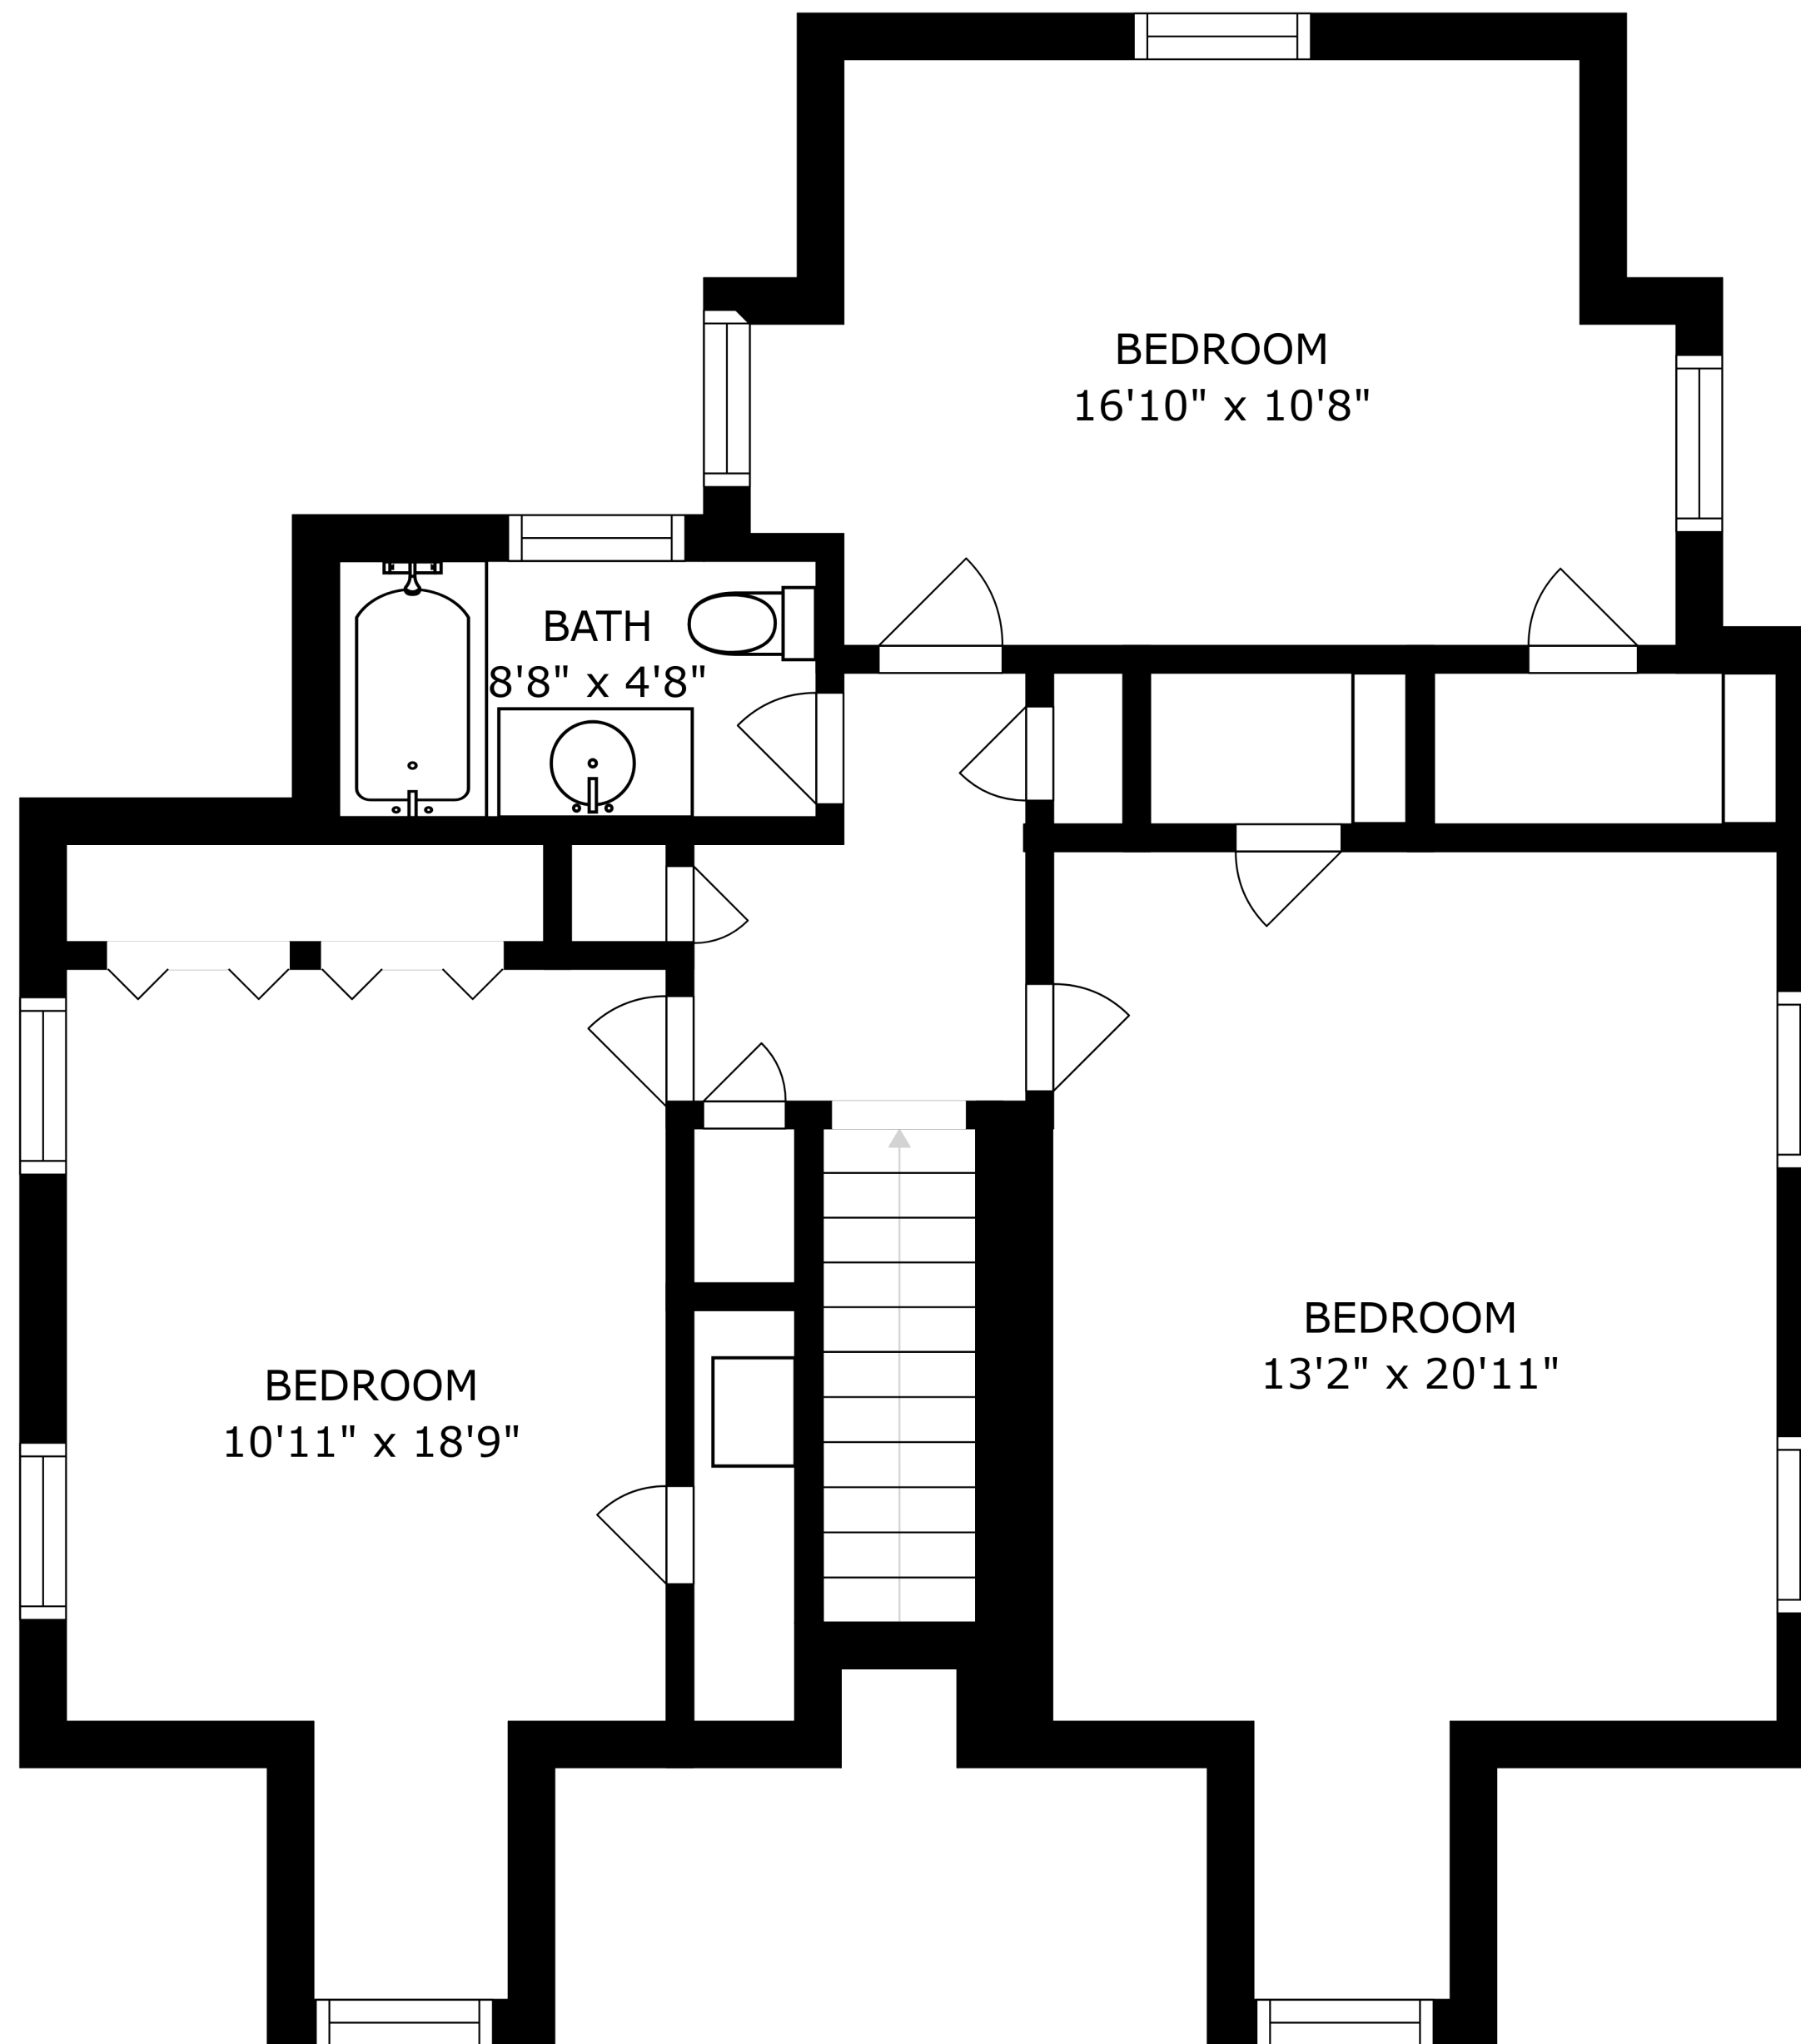 BEDROOM
16'10" x 10'8"
BATH
8'8" x 4'8"
BEDROOM
13'2" x 20'11"
BEDROOM
10'11" x 18'9"